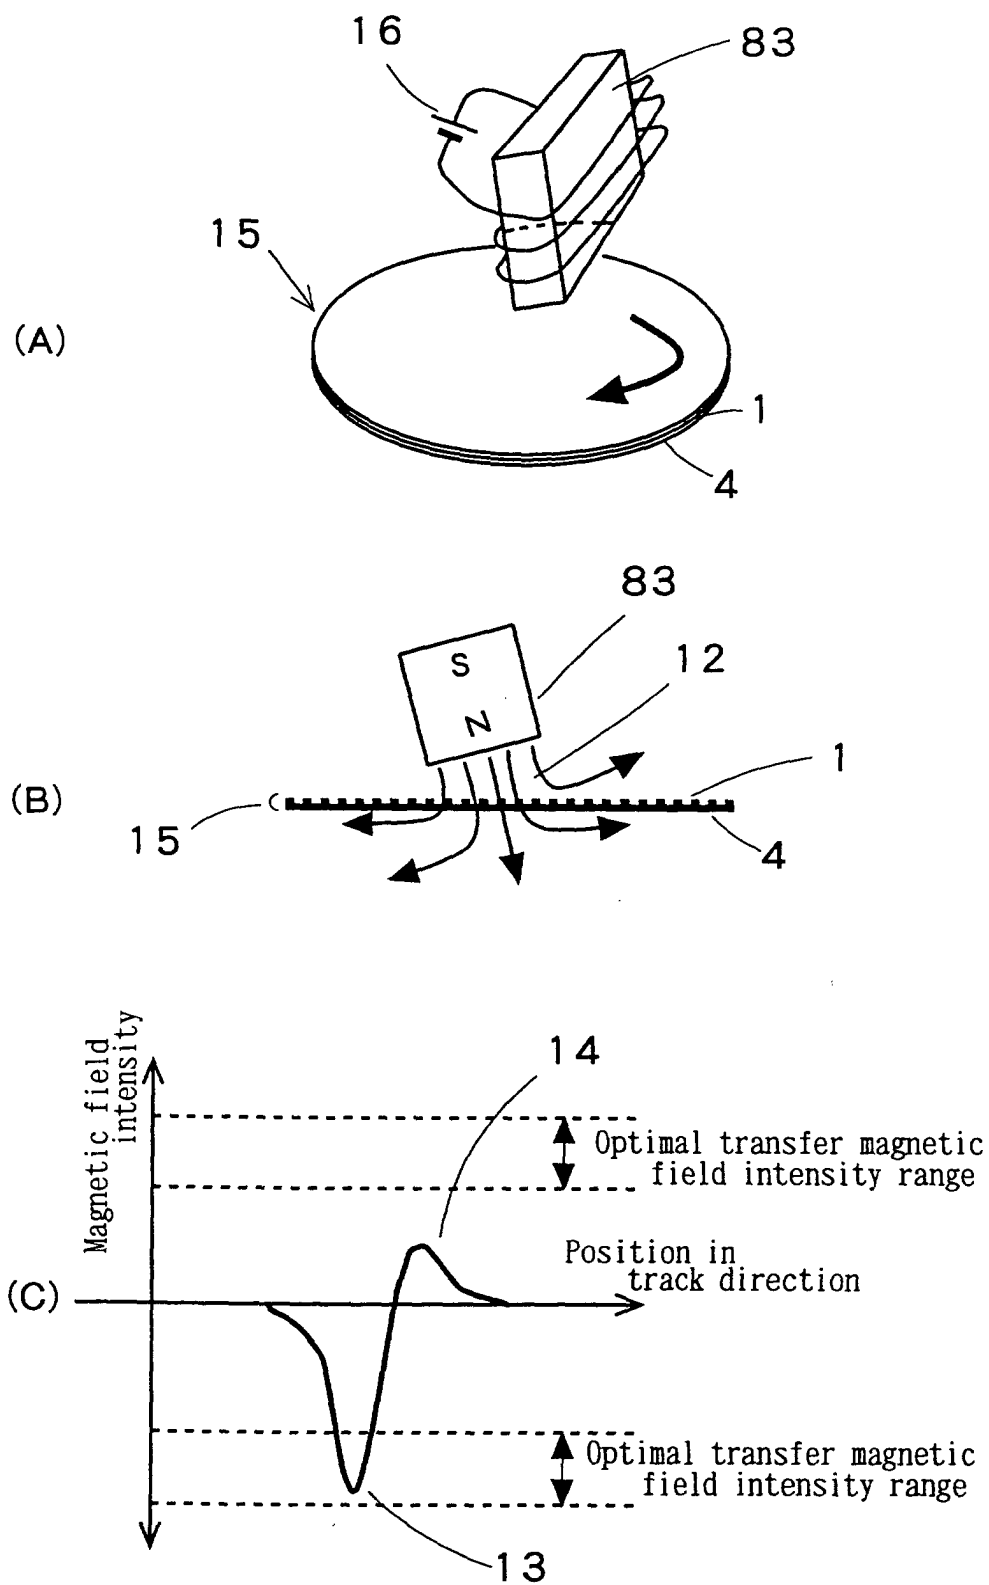 16
83
15
(A)
1
4
83
12
S
N
1
(B)
15
4
Magnetic field
intensity
14
Optimal transfer magnetic
field intensity range
Position in
track direction
(C)
Optimal transfer magnetic
field intensity range
13